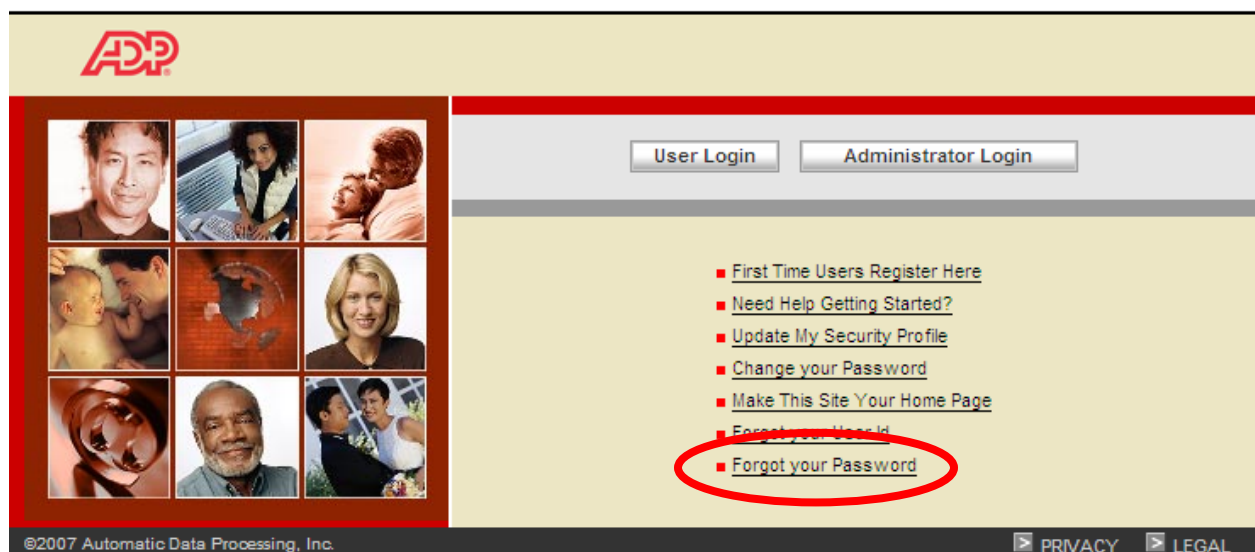 ADP
User Login
Administrator Login
First Time Users Register Here
Need Help Getting Started?
Update My Security Profile
Change your Password
Make This Site Your Home Page
Forgot your User Id
Forgot your Password
©2007 Automatic Data Processing, Inc.
PRIVACY
LEGAL